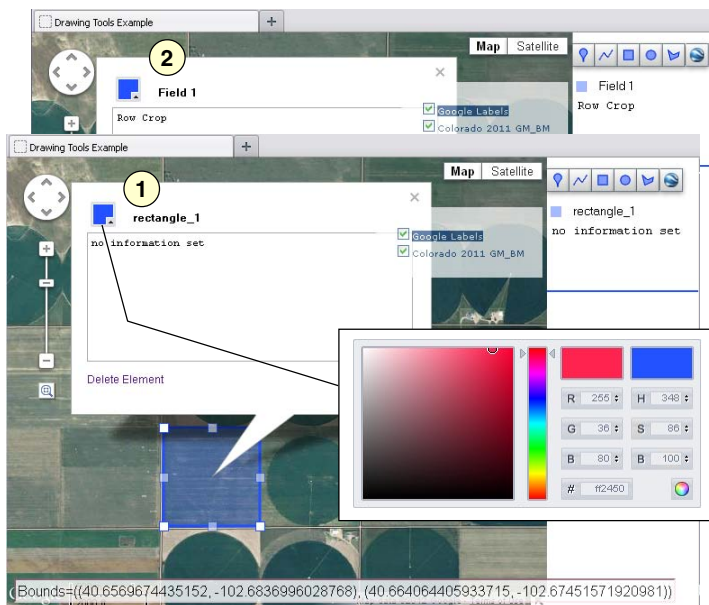 Drawing Tools Example
+
2
Map Satellite
Field 1
Row Crop
Google Labels
Colorado 2011 GM_BM
Field 1
Row Crop
Drawing Tools Example
+
1
Map Satellite
rectangle_1
no information set
Google Labels
Colorado 2011 GM_BM
Delete Element
rectangle_1
no information set
R 255 H 348
G 36 S 86
B 80 B 100
# ff2450
Bounds=((40.6569674435152, -102.6836996028768), (40.664064405933715, -102.67451571920981))